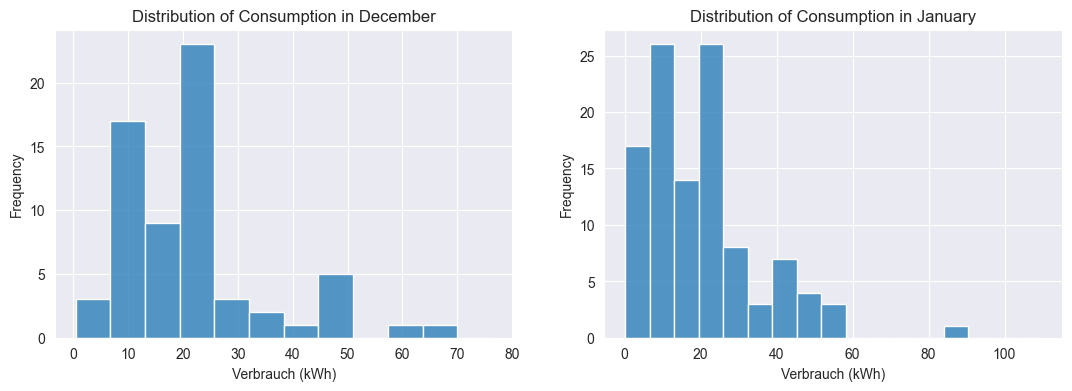 Distribution of Consumption in December
Frequency
20
15
10
5
0
0 10 20 30 40 50 60 70 80
Verbrauch (kWh)
Distribution of Consumption in January
Frequency
25
20
15
10
5
0
0 20 40 60 80 100
Verbrauch (kWh)